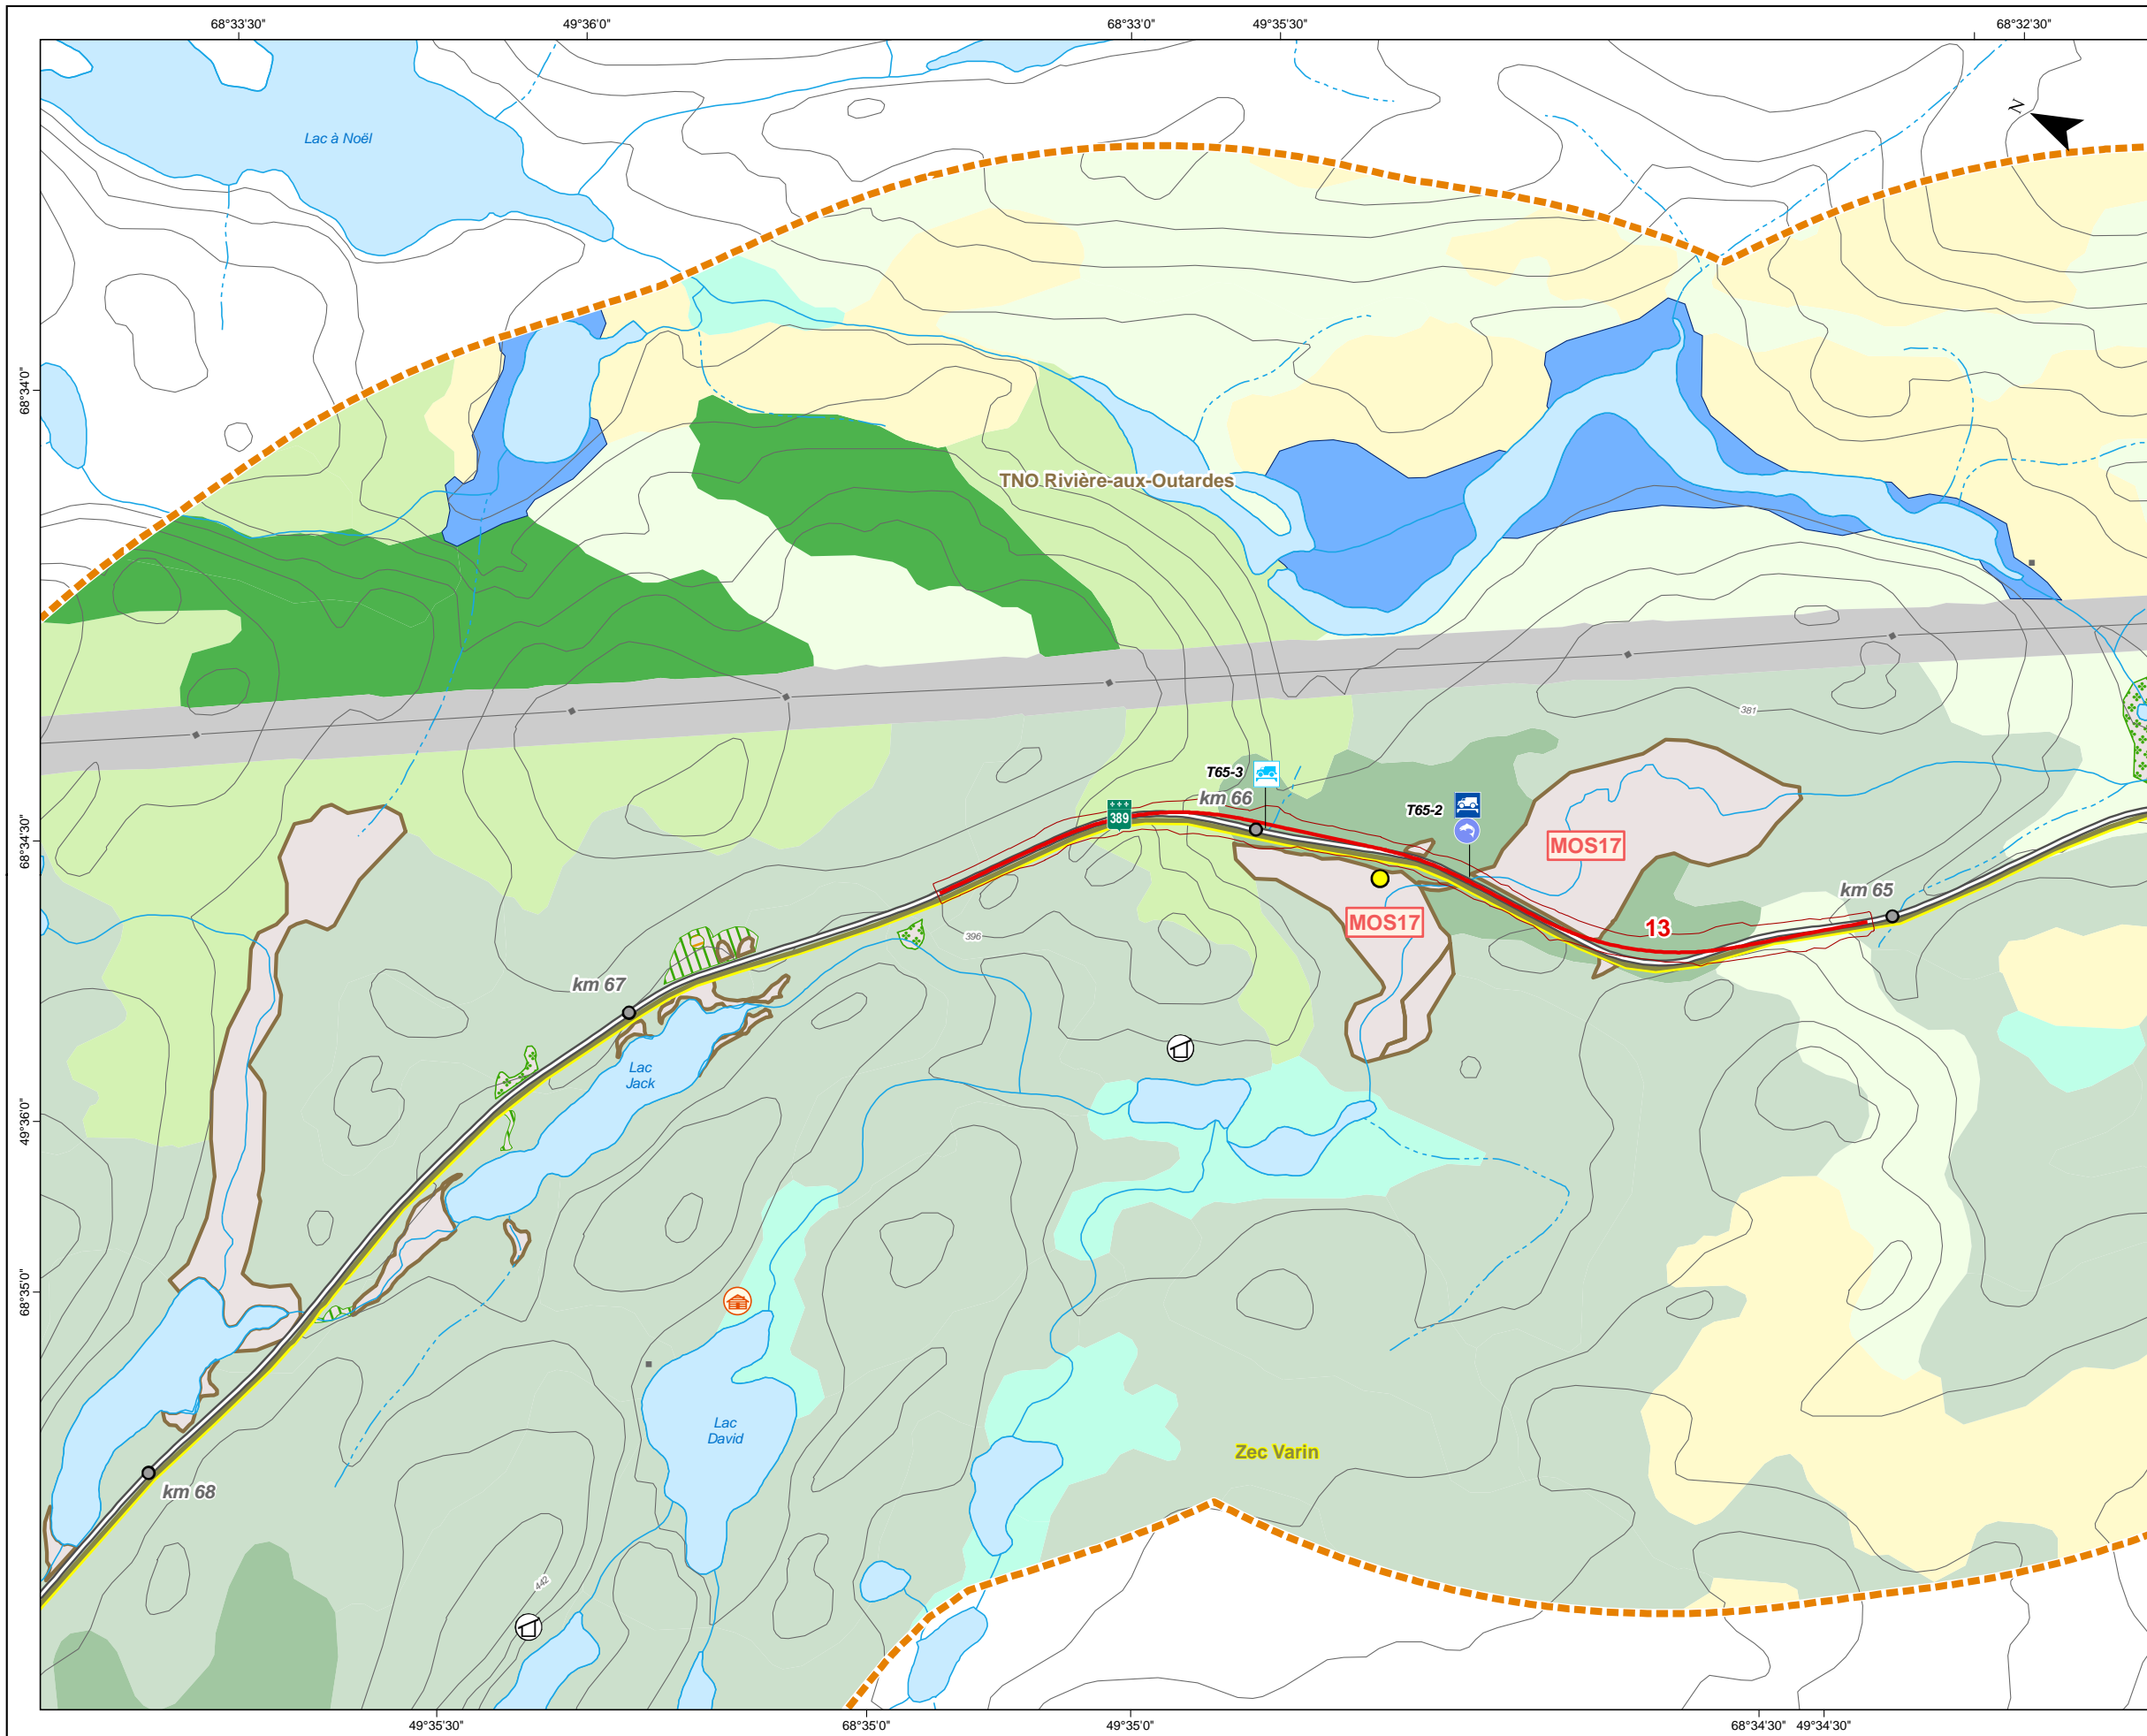 68°33'30" 49°36'0" 68°33'0" 49°35'30" 68°32'30"
N
Lac à Noël
68°34'0"
TNO Rivière-aux-Outardes
381
T65-3
km 66
T65-2
389
68°34'30"
MOS17
km 65
MOS17
13
396
km 67
Lac
Jack
49°36'0"
68°35'0"
Lac
David
Zec Varin
km 68
442
49°35'30" 68°35'0" 49°35'0" 68°34'30" 49°34'30"